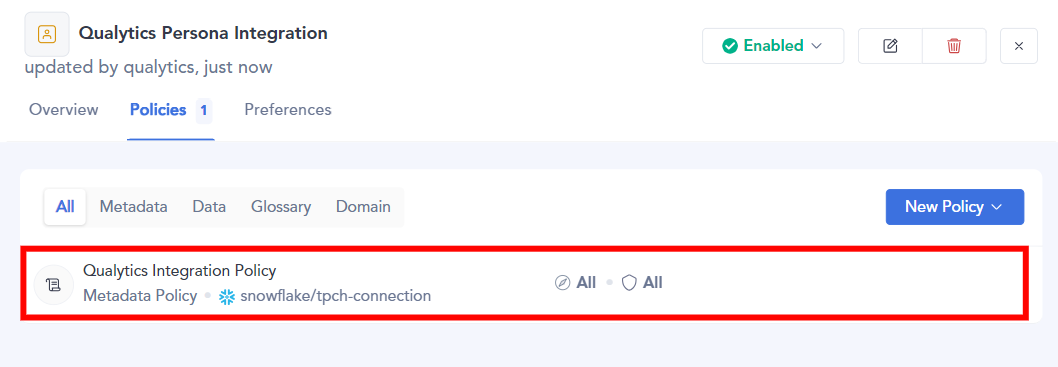 Qualytics Persona Integration
updated by qualytics, just now
Enabled
Overview
Policies 1
Preferences
All
Metadata
Data
Glossary
Domain
New Policy
Qualytics Integration Policy
Metadata Policy • snowflake/tpch-connection
All • All